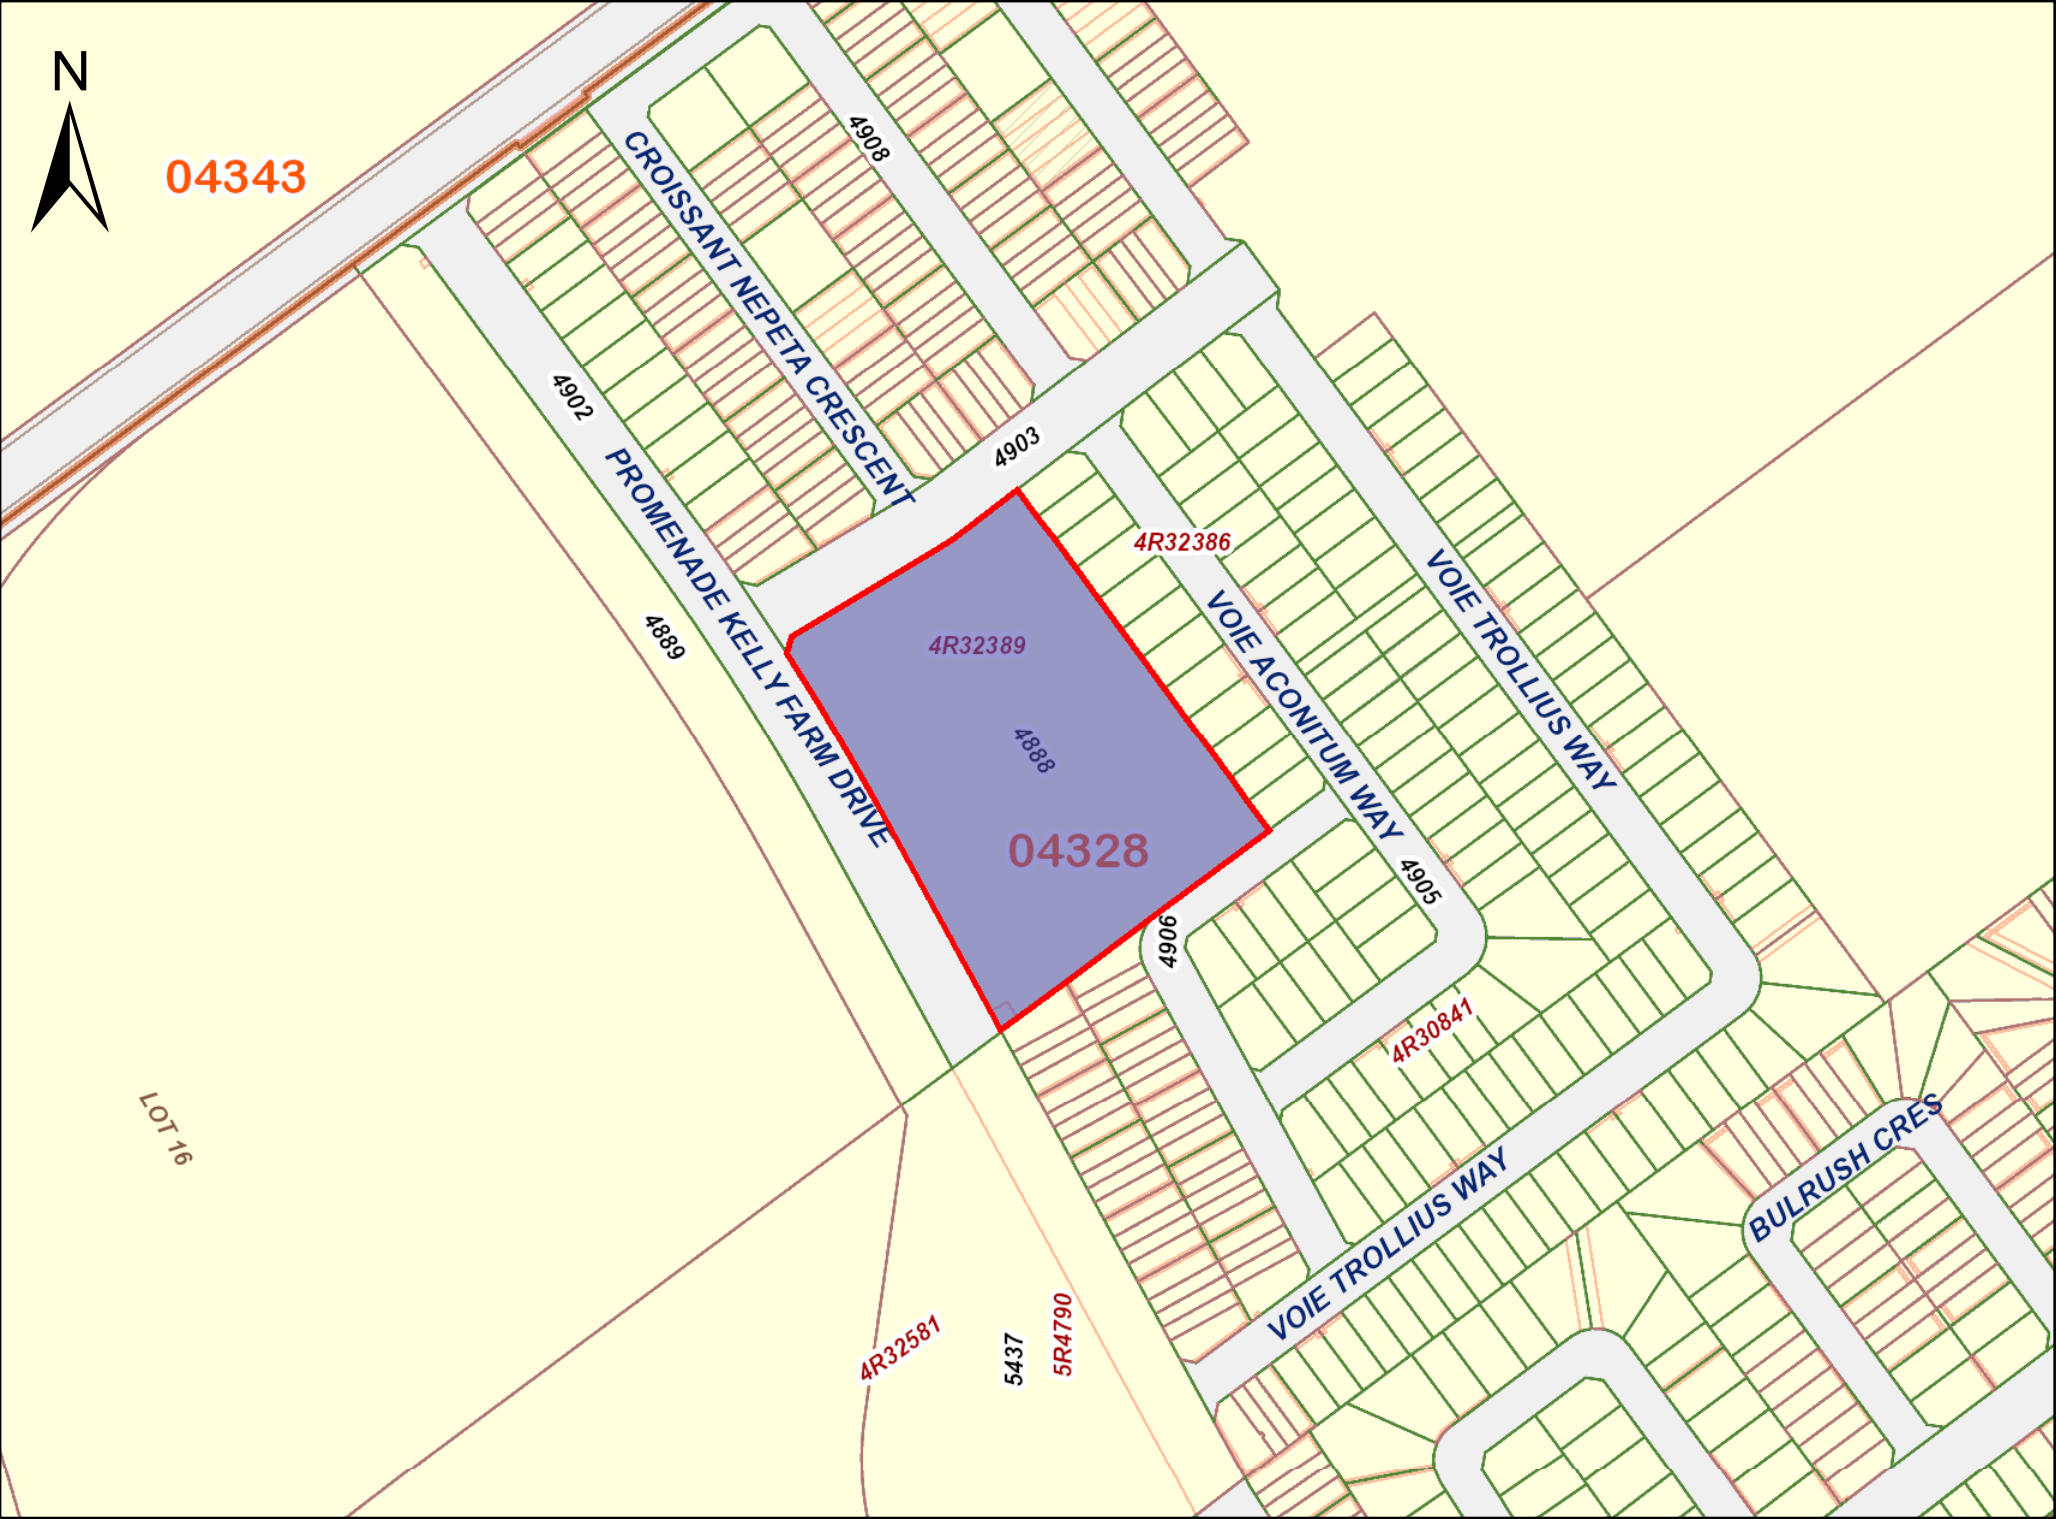 N
04343
4908
CROISSANT NEPETA CRESCENT
4902
4903
PROMENADE KELLY FARM DRIVE
4R32386
4889
4R32389
VOIE ACONITUM WAY
VOIE TROLLIUS WAY
4888
04328
4905
4906
4R30841
LOT 16
BULRUSH CRES
VOIE TROLLIUS WAY
4R32581
5437
5R4790